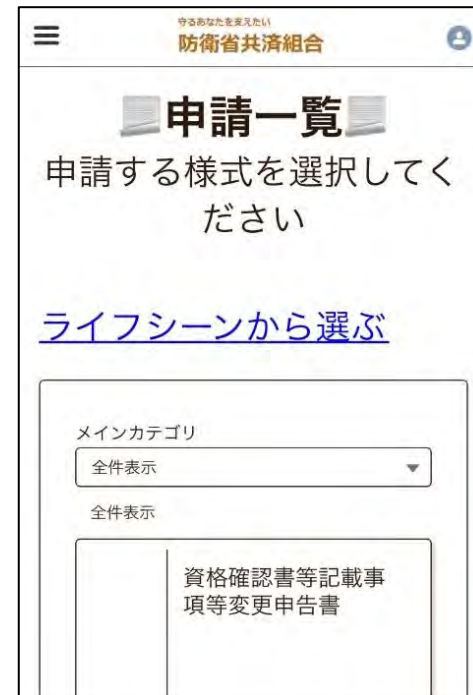 守るあなたを支えたい
防衛省共済組合
申請一覧
申請する様式を選択してく
ださい
ライフシーンから選ぶ
メインカテゴリ
全件表示
全件表示
資格確認書等記載事
項等変更申告書